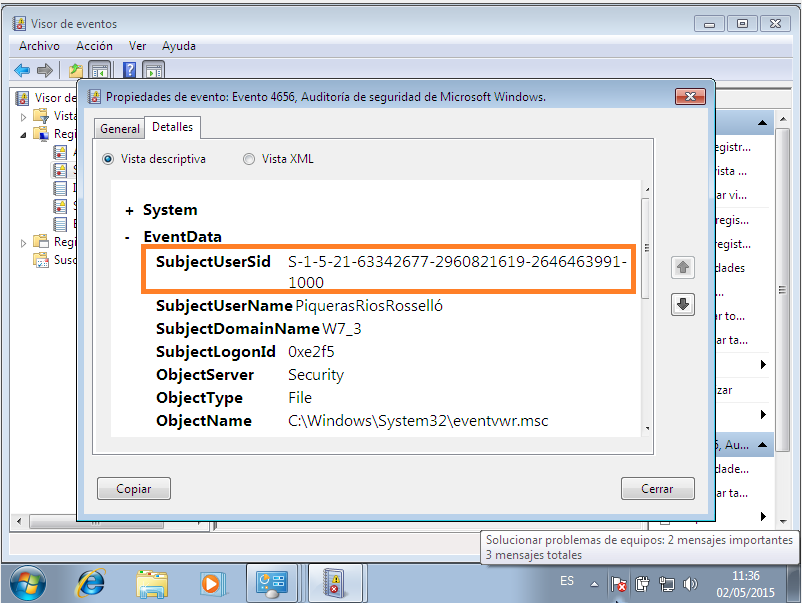 Visor de eventos
Archivo Acción Ver Ayuda
Visor de
Vista
Regi
S
Regi
Susc
Propiedades de evento: Evento 4656, Auditoría de seguridad de Microsoft Windows.
General Detalles
Vista descriptiva Vista XML
+ System
- EventData
SubjectUserSid S-1-5-21-63342677-2960821619-2646463991-
1000
SubjectUserName PiquerasRiosRosselló
SubjectDomainName W7_3
SubjectLogonId 0xe2f5
ObjectServer Security
ObjectType File
ObjectName C:\Windows\System32\eventvwr.msc
Copiar Cerrar
egistr...
ista ...
ar vi...
regis...
egist...
dades
...
ar to...
ar ta...
zar
5, Au...
dade...
ar ta...
Solucionar problemas de equipos: 2 mensajes importantes
3 mensajes totales
ES
11:36
02/05/2015